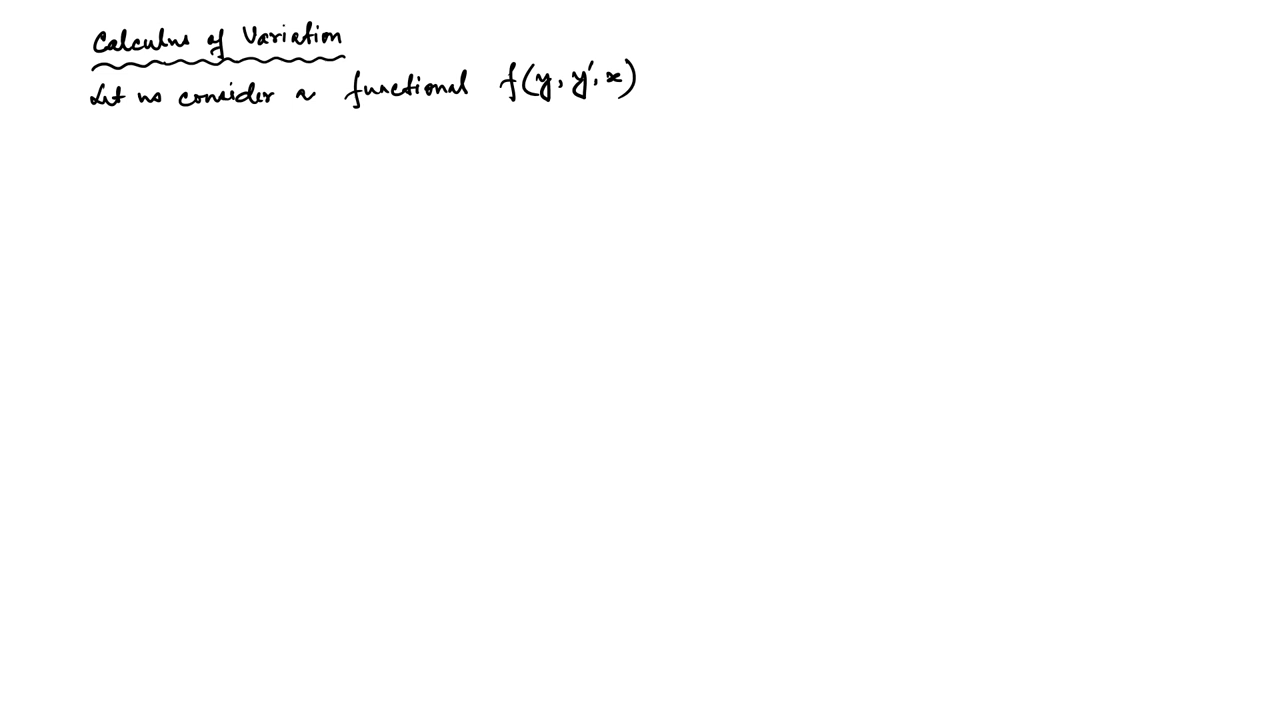 Calculus of Variation
Let us consider a functional f(y, y', x)